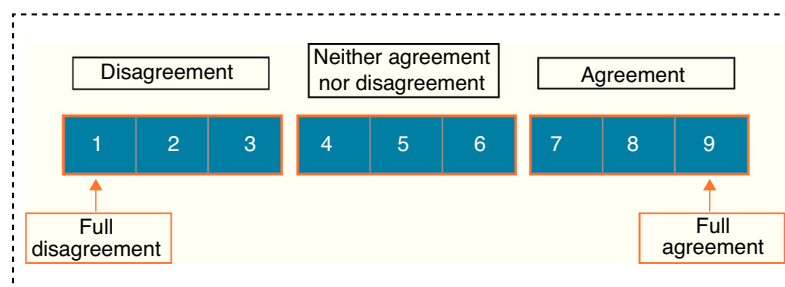 Disagreement
Neither agreement
nor disagreement
Agreement
1 2 3 4 5 6 7 8 9
Full
disagreement
Full
agreement